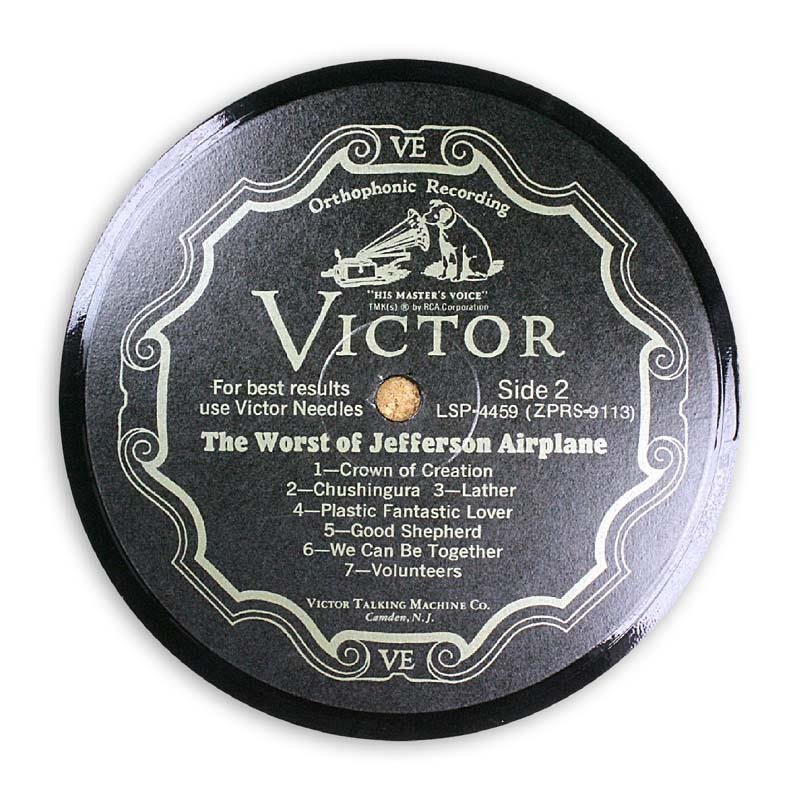 VE
Orthophonic Recording
"HIS MASTER'S VOICE"
TMK(s) ® by RCA Corporation
VICTOR
For best results
use Victor Needles
Side 2
LSP-4459 (ZPRS-9113)
The Worst of Jefferson Airplane
1—Crown of Creation
2—Chushingura 3—Lather
4—Plastic Fantastic Lover
5—Good Shepherd
6—We Can Be Together
7—Volunteers
VICTOR TALKING MACHINE CO.
Camden, N.J.
VE